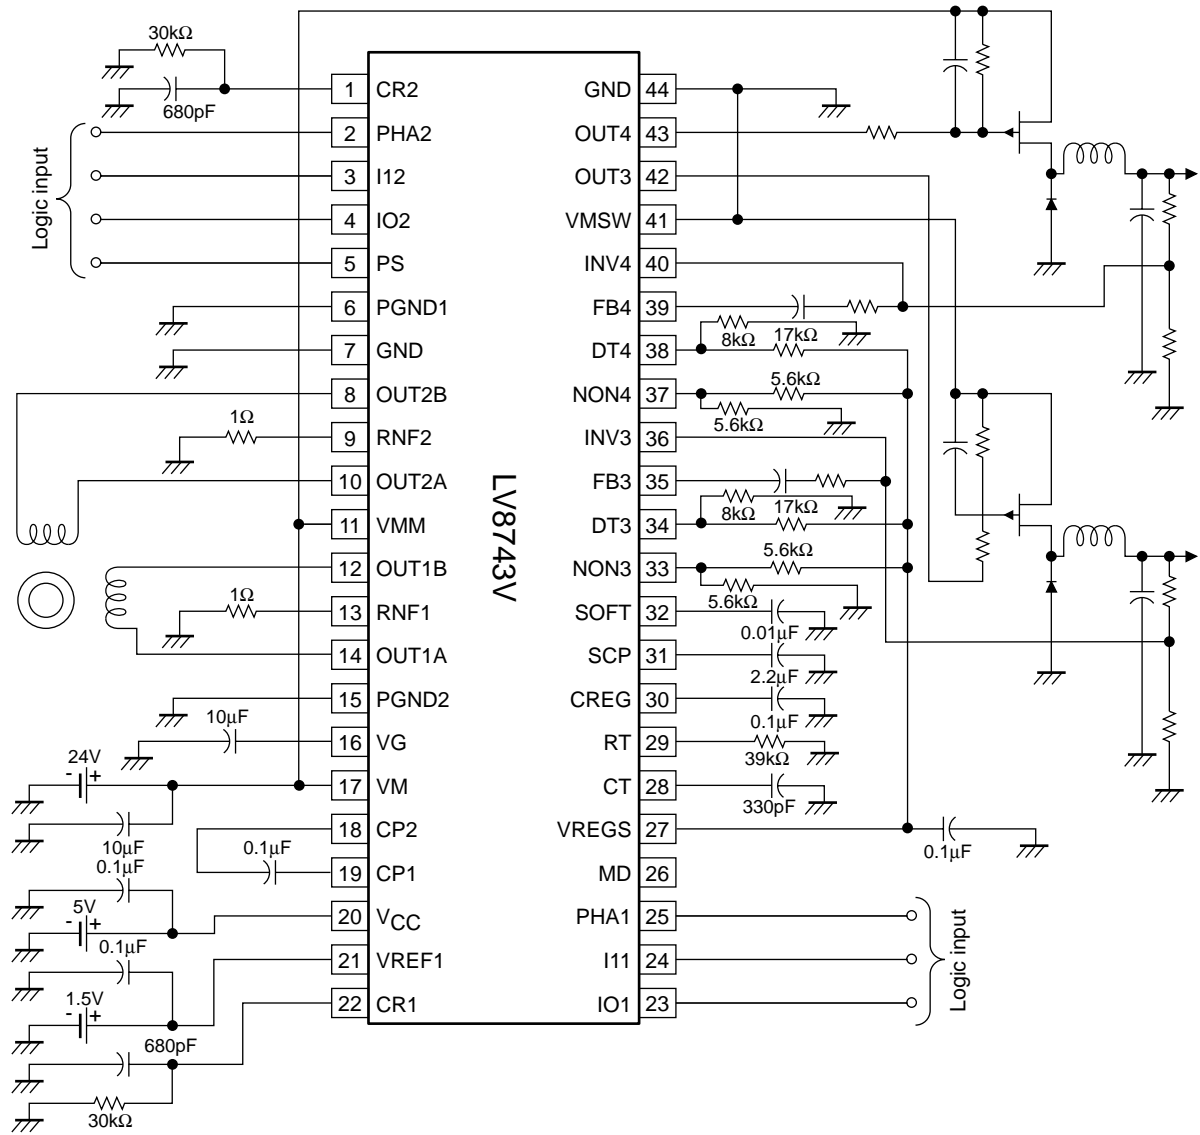 30kΩ
680pF
Logic input
1 CR2
2 PHA2
3 I12
4 IO2
5 PS
6 PGND1
7 GND
8 OUT2B
1Ω
9 RNF2
10 OUT2A
11 VMM
12 OUT1B
1Ω
13 RNF1
14 OUT1A
15 PGND2
10µF
16 VG
24V
- +
17 VM
10µF
18 CP2
0.1µF
19 CP1
0.1µF
5V
- +
20 VCC
0.1µF
21 VREF1
1.5V
- +
22 CR1
680pF
30kΩ
LV8743V
GND 44
OUT4 43
OUT3 42
VMSW 41
INV4 40
FB4 39
8kΩ
17kΩ
DT4 38
5.6kΩ
NON4 37
5.6kΩ
INV3 36
FB3 35
8kΩ
17kΩ
DT3 34
5.6kΩ
NON3 33
5.6kΩ
SOFT 32
0.01µF
SCP 31
2.2µF
CREG 30
0.1µF
RT 29
39kΩ
CT 28
330pF
VREGS 27
0.1µF
MD 26
PHA1 25
I11 24
IO1 23
Logic input